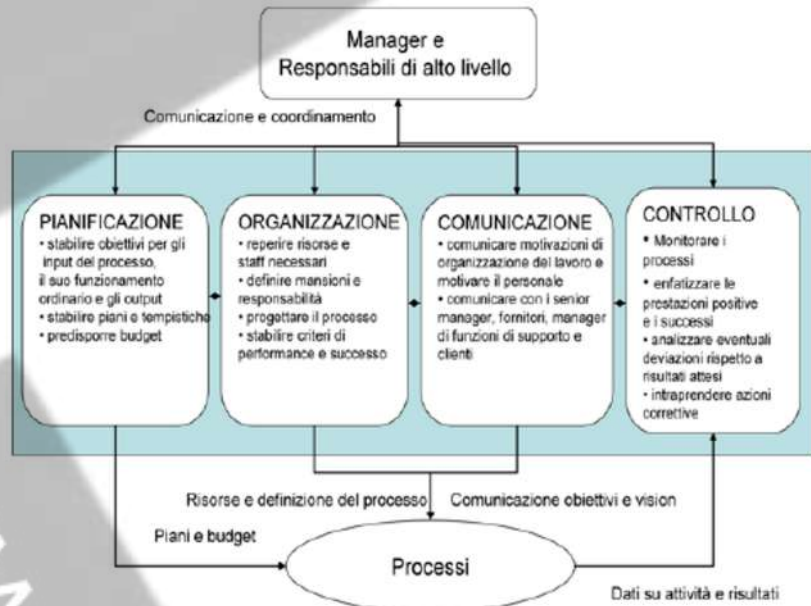 Manager e
Responsabili di alto livello
Comunicazione e coordinamento
PIANIFICAZIONE
• stabilire obiettivi per gli
input del processo,
il suo funzionamento
ordinario e gli output
• stabilire piani e tempistiche
• predisporre budget
ORGANIZZAZIONE
• reperire risorse e
staff necessari
• definire mansioni e
responsabilità
• progettare il processo
• stabilire criteri di
performance e successo
COMUNICAZIONE
• comunicare motivazioni di
organizzazione del lavoro e
motivare il personale
• comunicare con i senior
manager, fornitori, manager
di funzioni di supporto e
clienti
CONTROLLO
• Monitorare i
processi
• enfatizzare le
prestazioni positive
e i successi
• analizzare eventuali
deviazioni rispetto a
risultati attesi
• intraprendere azioni
correttive
Risorse e definizione del processo
Comunicazione obiettivi e vision
Piani e budget
Processi
Dati su attività e risultati